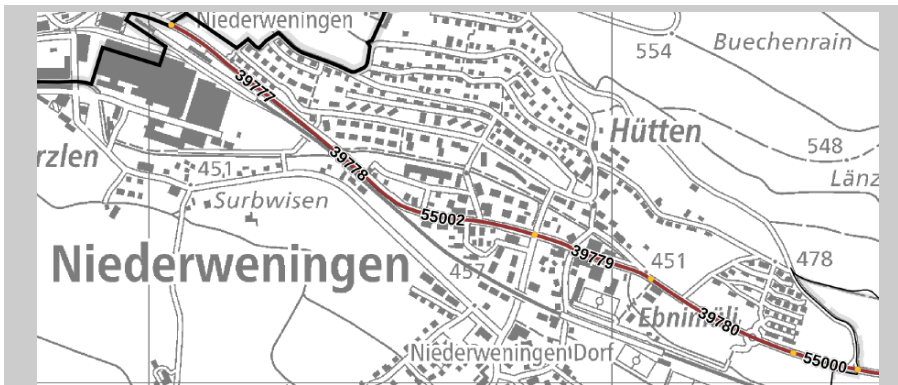 Niederweningen
554
Buechenrain
39777
Hütten
548
rzlen
451
39778
Länz
Surbwisen
55002
Niederweningen
457
39779
451
478
Ebnimüli
39780
Niederweningen Dorf
55000